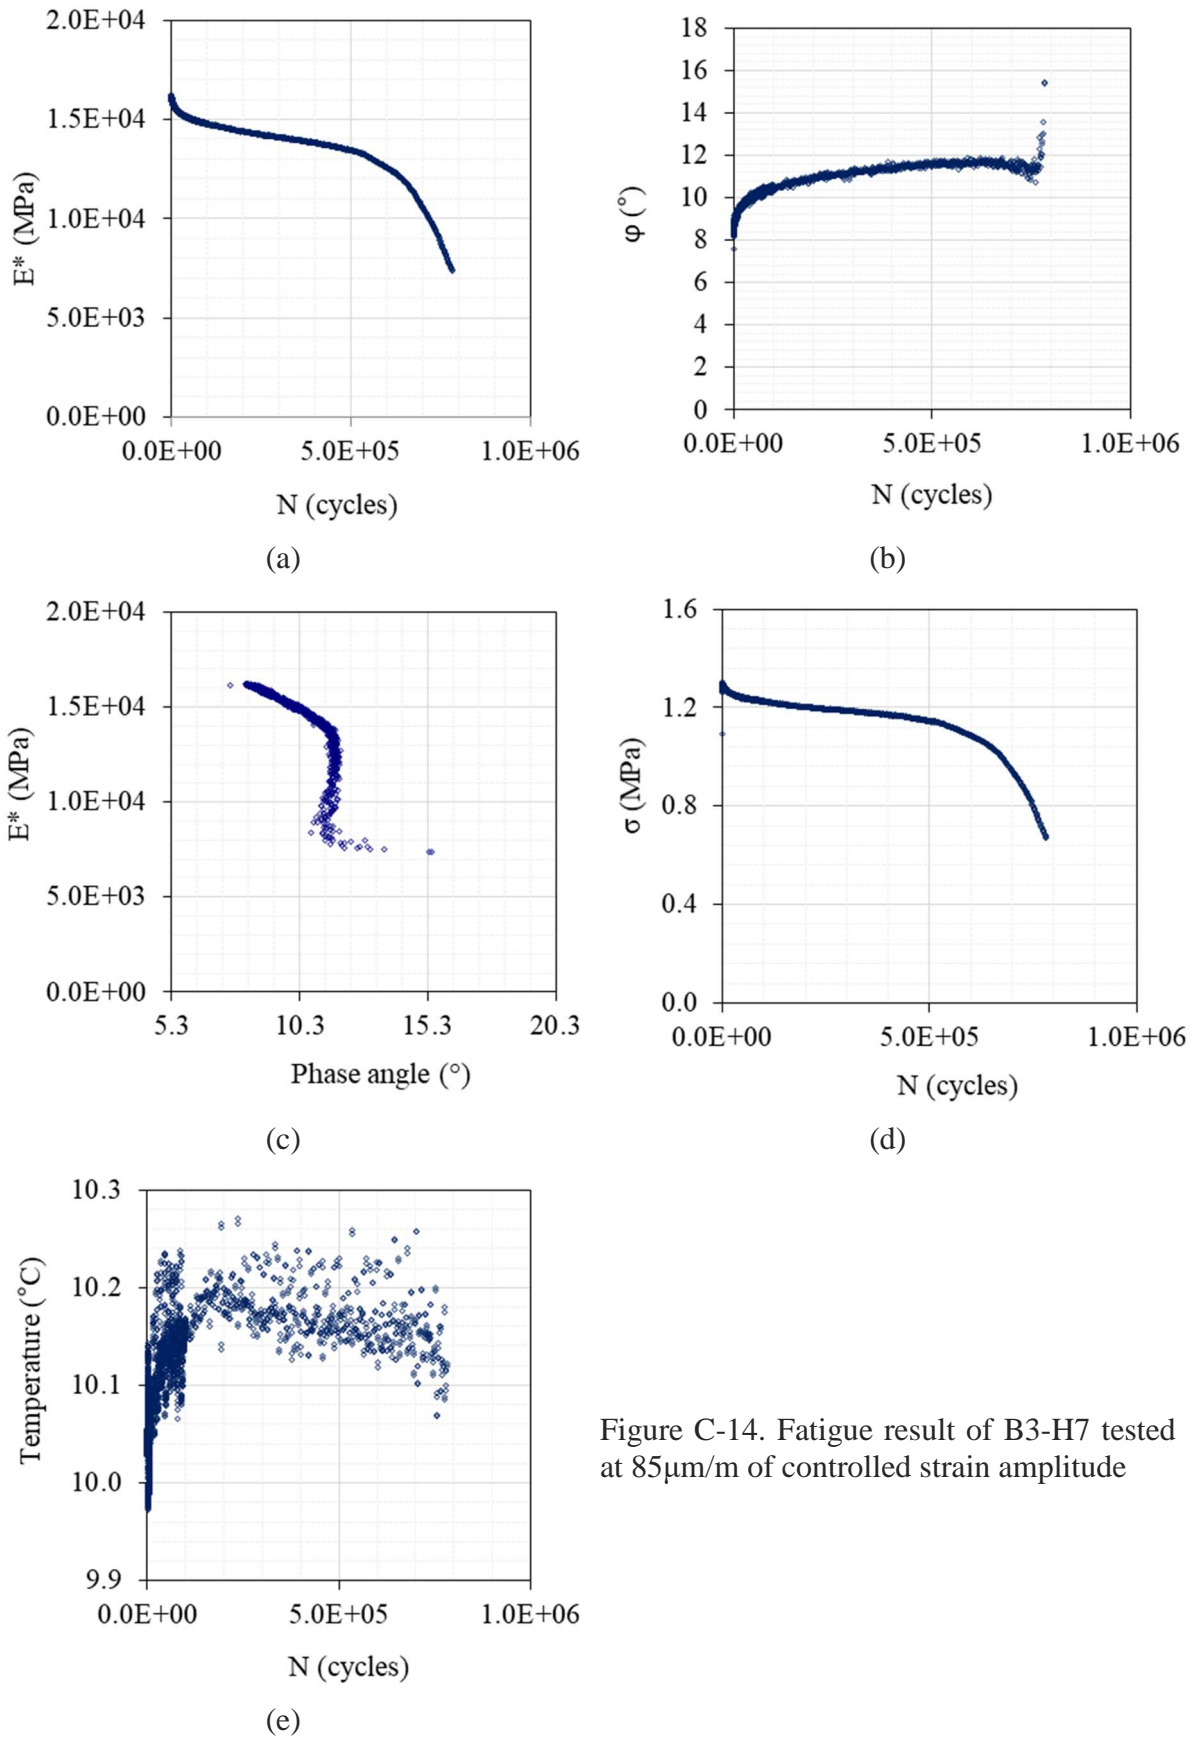 2.0E+04
1.5E+04
1.0E+04
5.0E+03
0.0E+00
E* (MPa)
0.0E+00 5.0E+05 1.0E+06
N (cycles)
(a)
18
16
14
12
10
8
6
4
2
0
φ (°)
0.0E+00 5.0E+05 1.0E+06
N (cycles)
(b)
2.0E+04
1.5E+04
1.0E+04
5.0E+03
0.0E+00
E* (MPa)
5.3 10.3 15.3 20.3
Phase angle (°)
(c)
1.6
1.2
0.8
0.4
0.0
σ (MPa)
0.0E+00 5.0E+05 1.0E+06
N (cycles)
(d)
10.3
10.2
10.1
10.0
9.9
Temperature (°C)
0.0E+00 5.0E+05 1.0E+06
N (cycles)
(e)
Figure C-14. Fatigue result of B3-H7 tested
at 85μm/m of controlled strain amplitude